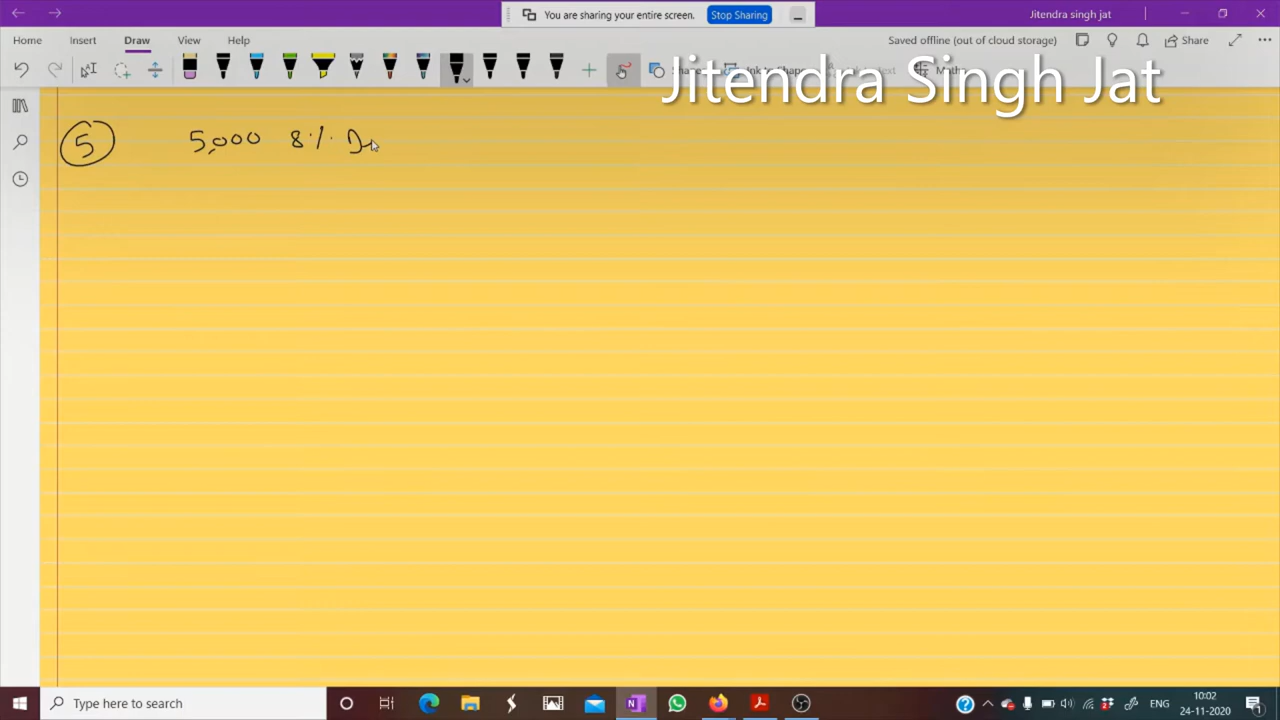 You are sharing your entire screen. Stop Sharing
Jitendra singh jat
Home Insert Draw View Help
Saved offline (out of cloud storage)
Share
Jitendra Singh Jat
5 5,000 8%
Type here to search
ENG
10:02
24-11-2020